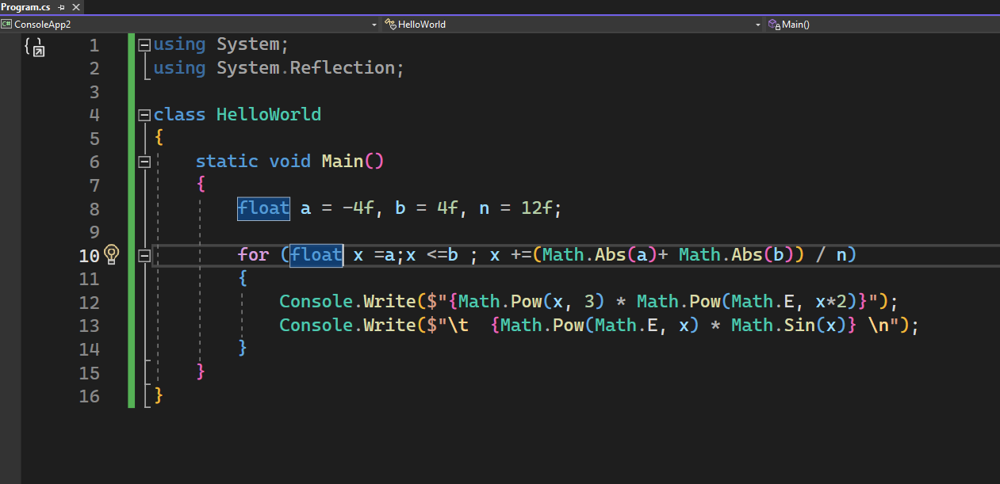 Program.cs
C# ConsoleApp2 HelloWorld Main()
1 using System;
2 using System.Reflection;
3
4 class HelloWorld
5 {
6 static void Main()
7 {
8 float a = -4f, b = 4f, n = 12f;
9
10 for (float x =a;x <=b ; x +=(Math.Abs(a)+ Math.Abs(b)) / n)
11 {
12 Console.Write($"{Math.Pow(x, 3) * Math.Pow(Math.E, x*2)}");
13 Console.Write($"\t  {Math.Pow(Math.E, x) * Math.Sin(x)} \n");
14 }
15 }
16 }